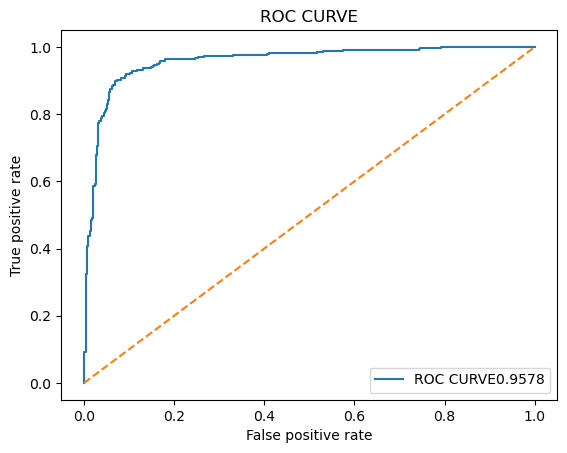 ROC CURVE
1.0
0.8
0.6
0.4
0.2
0.0
True positive rate
ROC CURVE0.9578
0.0 0.2 0.4 0.6 0.8 1.0
False positive rate